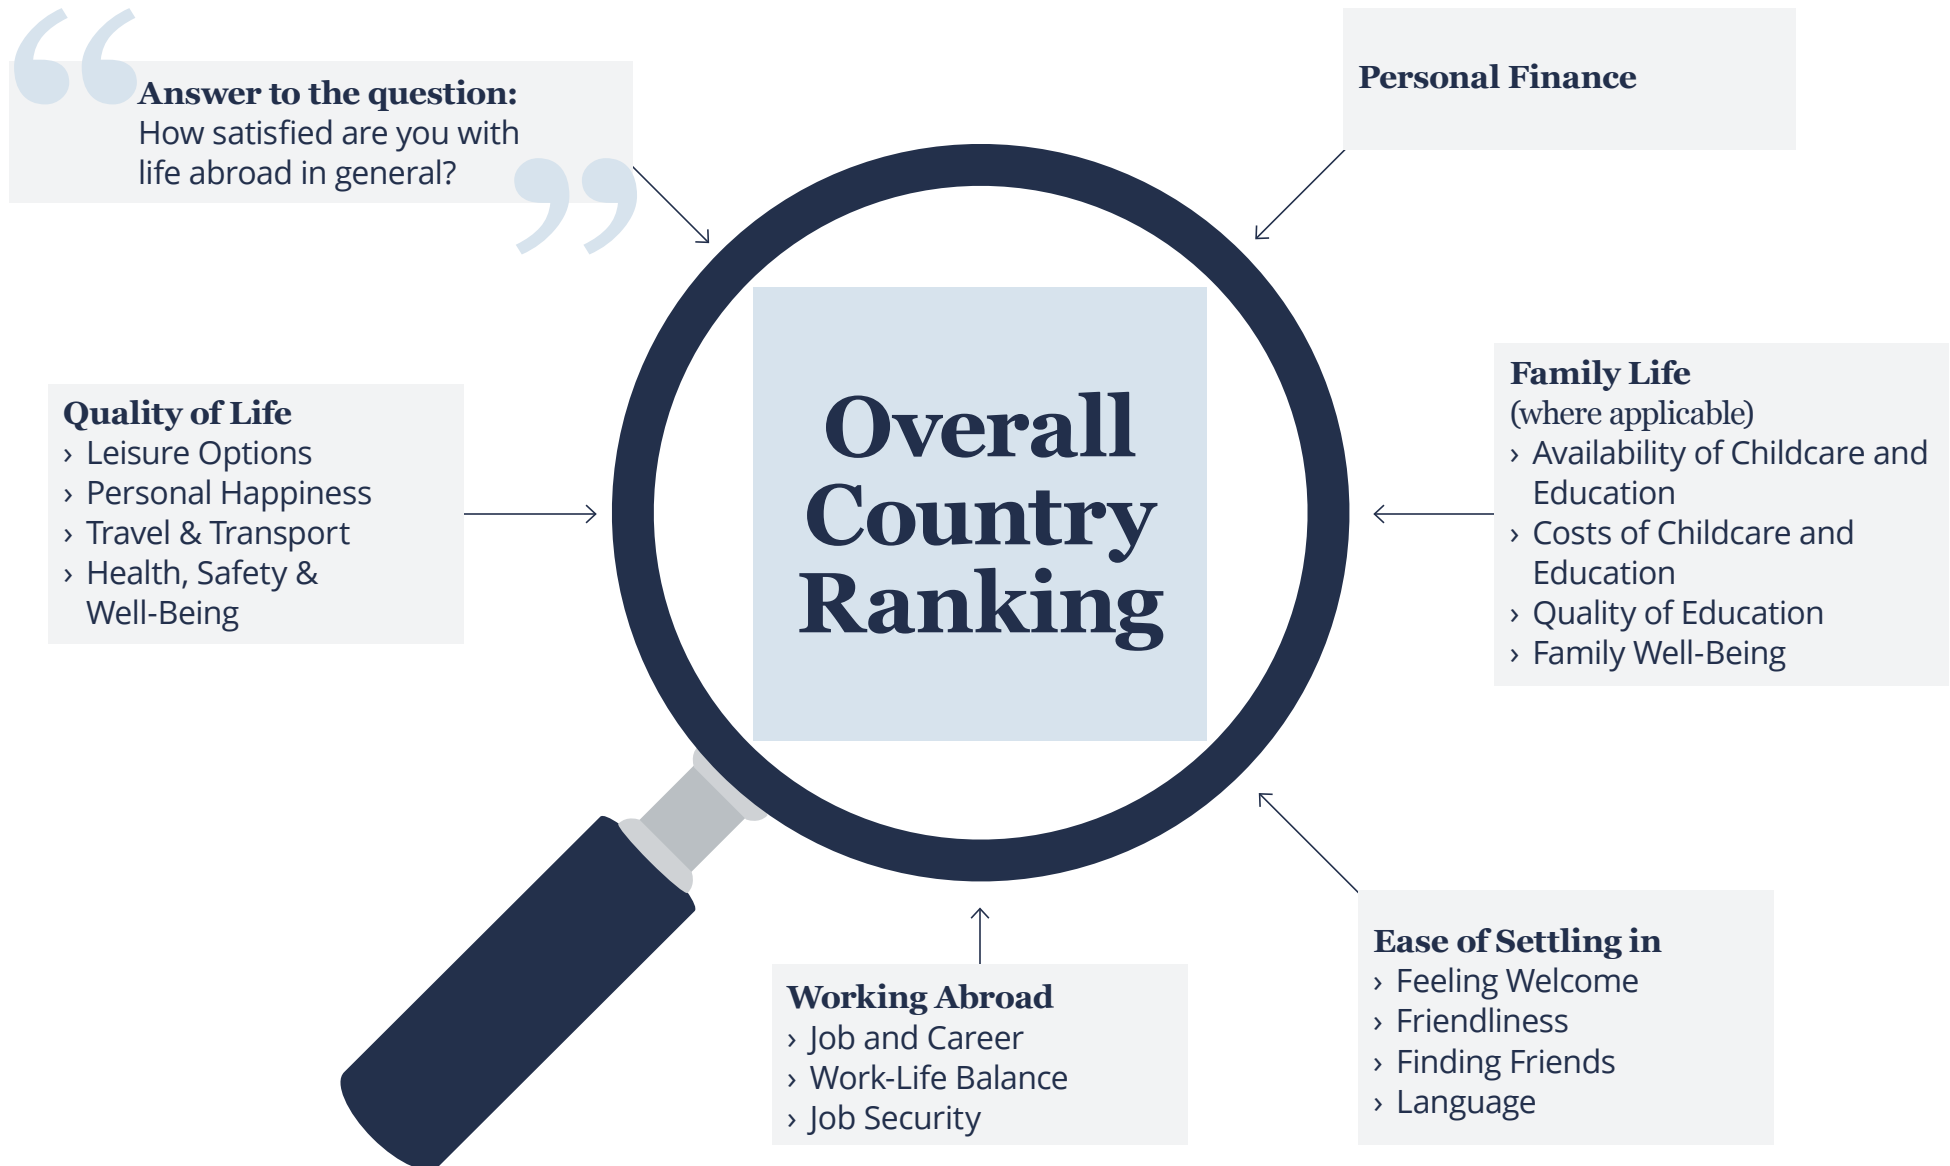 Answer to the question:
How satisfied are you with
life abroad in general?
Personal Finance
Quality of Life
› Leisure Options
› Personal Happiness
› Travel & Transport
› Health, Safety &
Well-Being
Overall
Country
Ranking
Family Life
(where applicable)
› Availability of Childcare and
Education
› Costs of Childcare and
Education
› Quality of Education
› Family Well-Being
Working Abroad
› Job and Career
› Work-Life Balance
› Job Security
Ease of Settling in
› Feeling Welcome
› Friendliness
› Finding Friends
› Language